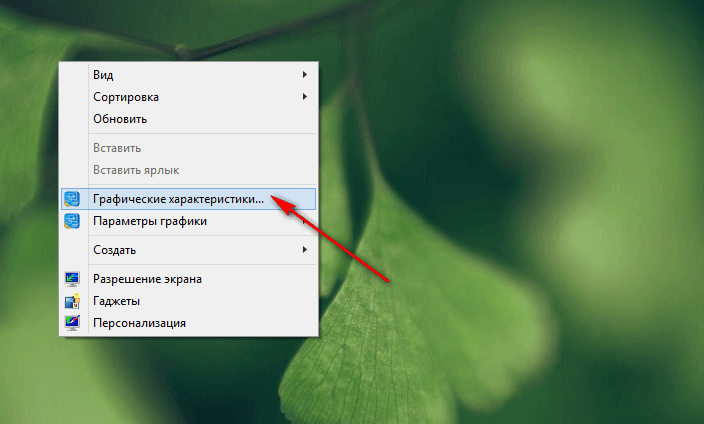 Вид
Сортировка
Обновить
Вставить
Вставить ярлык
Графические характеристики...
Параметры графики
Создать
Разрешение экрана
Гаджеты
Персонализация